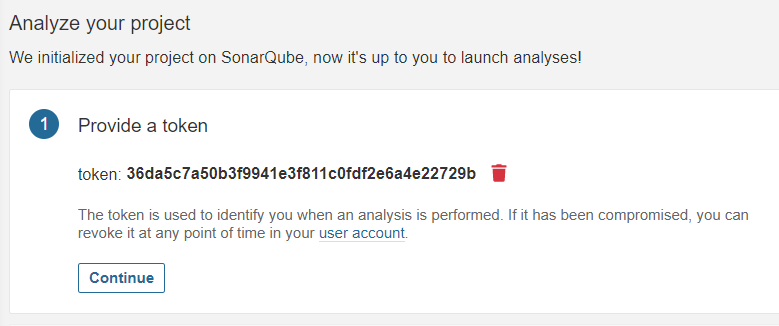 Analyze your project
We initialized your project on SonarQube, now it's up to you to launch analyses!
1 Provide a token
token: 36da5c7a50b3f9941e3f811c0fdf2e6a4e22729b
The token is used to identify you when an analysis is performed. If it has been compromised, you can
revoke it at any point of time in your user account.
Continue